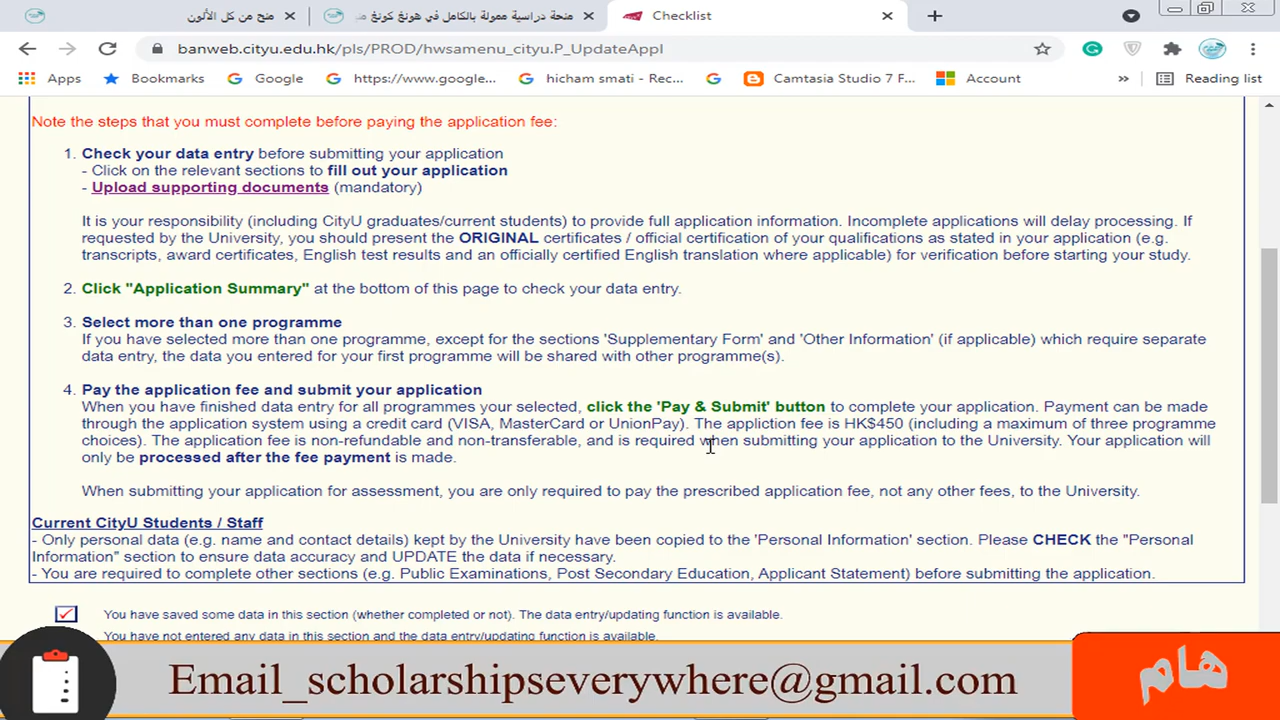 منح من كل الألون
منحة دراسية ممولة بالكامل في هونغ كونغ
Checklist
banweb.cityu.edu.hk/pls/PROD/hwsamenu_cityu.P_UpdateAppl
Apps Bookmarks Google https://www.google... hicham smati - Rec... Camtasia Studio 7 F... Account » Reading list
Note the steps that you must complete before paying the application fee:
1. Check your data entry before submitting your application
- Click on the relevant sections to fill out your application
- Upload supporting documents (mandatory)
It is your responsibility (including CityU graduates/current students) to provide full application information. Incomplete applications will delay processing. If
requested by the University, you should present the ORIGINAL certificates / official certification of your qualifications as stated in your application (e.g.
transcripts, award certificates, English test results and an officially certified English translation where applicable) for verification before starting your study.
2. Click "Application Summary" at the bottom of this page to check your data entry.
3. Select more than one programme
If you have selected more than one programme, except for the sections 'Supplementary Form' and 'Other Information' (if applicable) which require separate
data entry, the data you entered for your first programme will be shared with other programme(s).
4. Pay the application fee and submit your application
When you have finished data entry for all programmes your selected, click the 'Pay & Submit' button to complete your application. Payment can be made
through the application system using a credit card (VISA, MasterCard or UnionPay). The appliction fee is HK$450 (including a maximum of three programme
choices). The application fee is non-refundable and non-transferable, and is required when submitting your application to the University. Your application will
only be processed after the fee payment is made.
When submitting your application for assessment, you are only required to pay the prescribed application fee, not any other fees, to the University.
Current CityU Students / Staff
- Only personal data (e.g. name and contact details) kept by the University have been copied to the 'Personal Information' section. Please CHECK the "Personal
Information" section to ensure data accuracy and UPDATE the data if necessary.
- You are required to complete other sections (e.g. Public Examinations, Post Secondary Education, Applicant Statement) before submitting the application.
You have saved some data in this section (whether completed or not). The data entry/updating function is available.
You have not entered any data in this section and the data entry/updating function is available.
Email_scholarshipseverywhere@gmail.com
هام